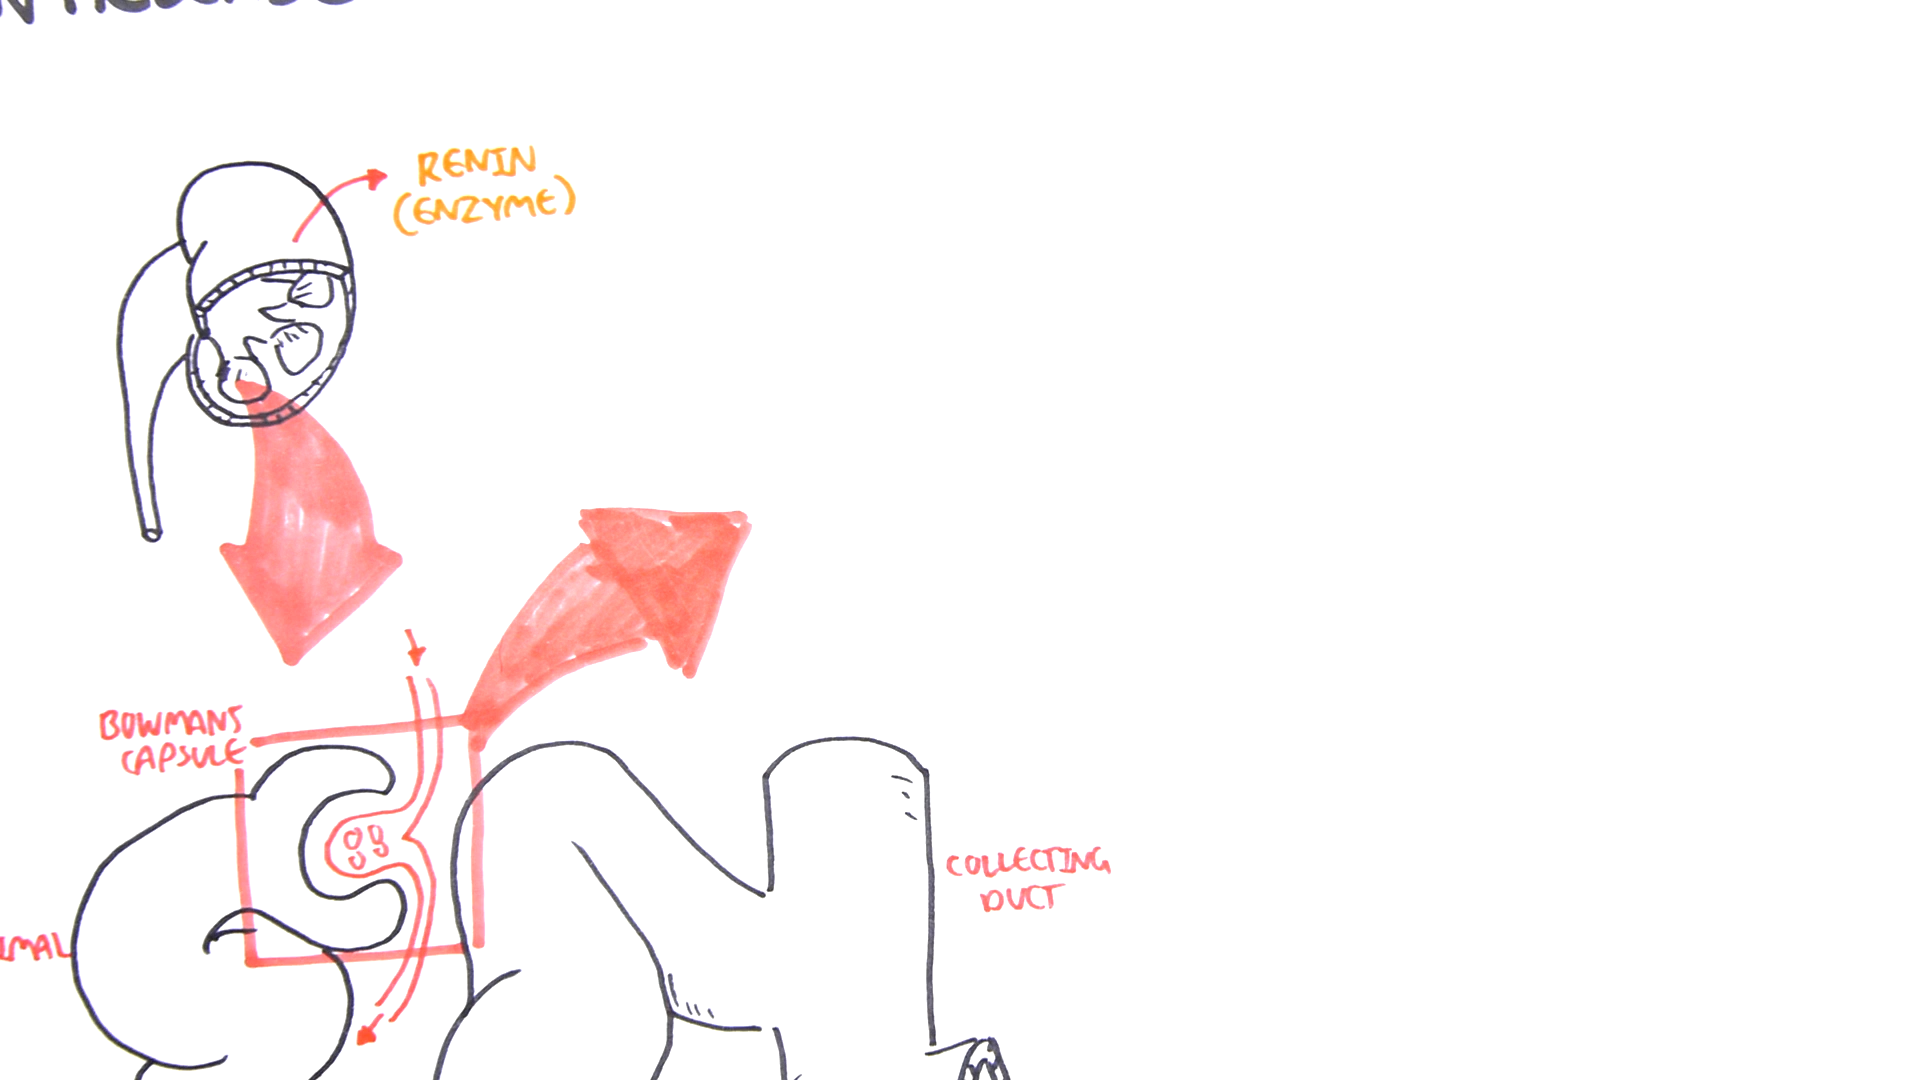 RENIN
(ENZYME)
BOWMANS
CAPSULE
COLLECTING
DUCT